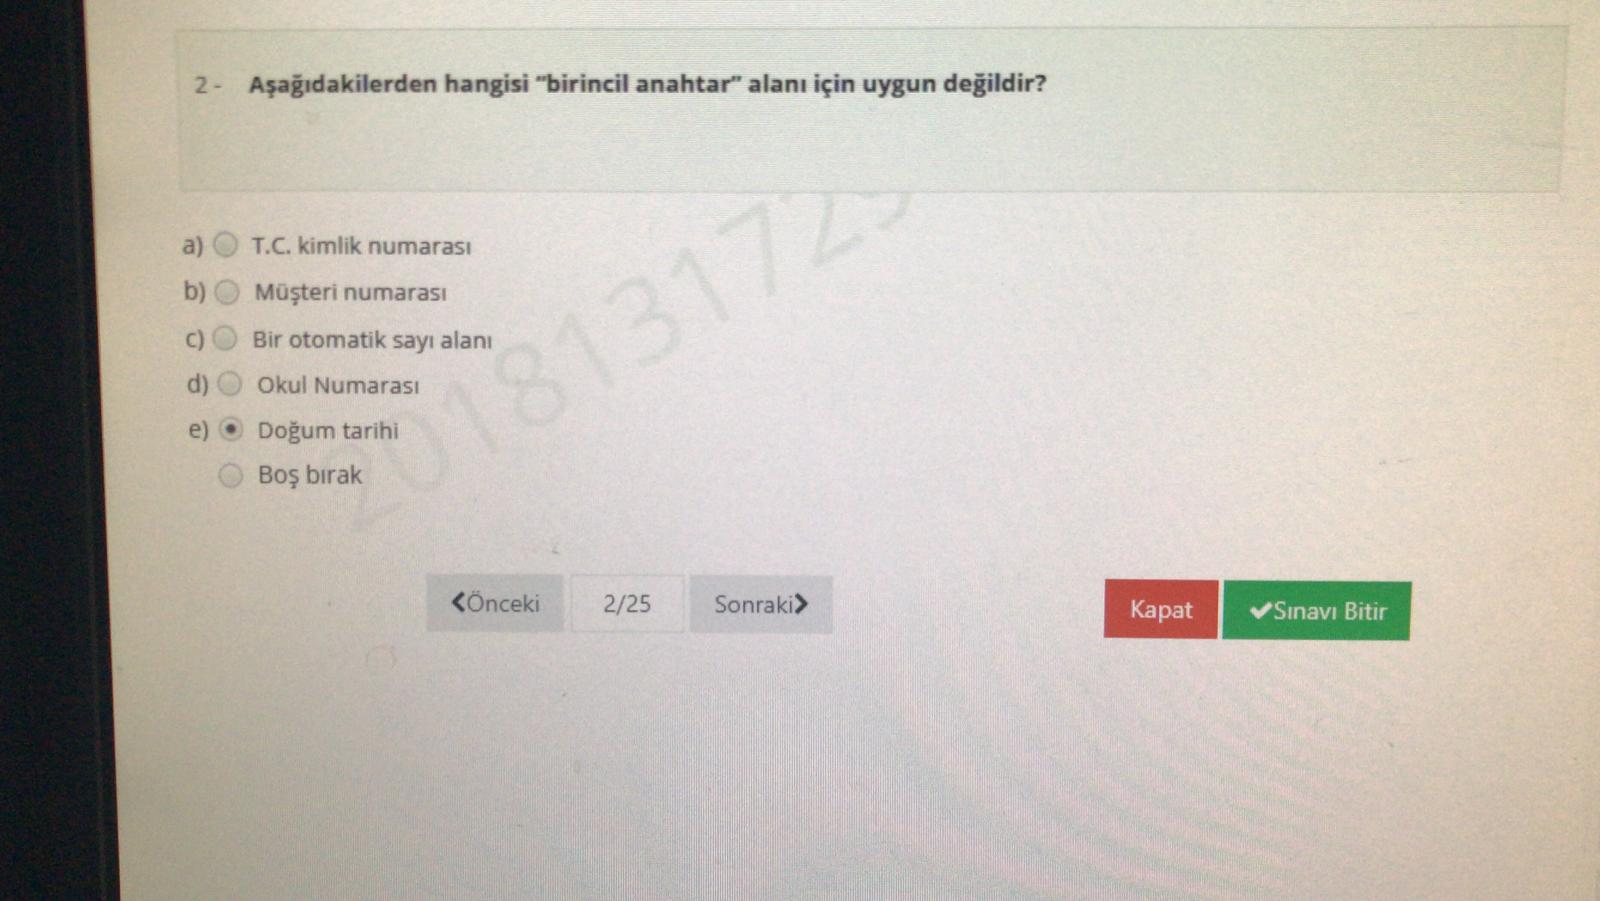 2 - Aşağıdakilerden hangisi "birincil anahtar" alanı için uygun değildir?
a) T.C. kimlik numarası
b) Müşteri numarası
c) Bir otomatik sayı alanı
d) Okul Numarası
e) Doğum tarihi
Boş bırak
Önceki 2/25 Sonraki Kapat Sınavı Bitir